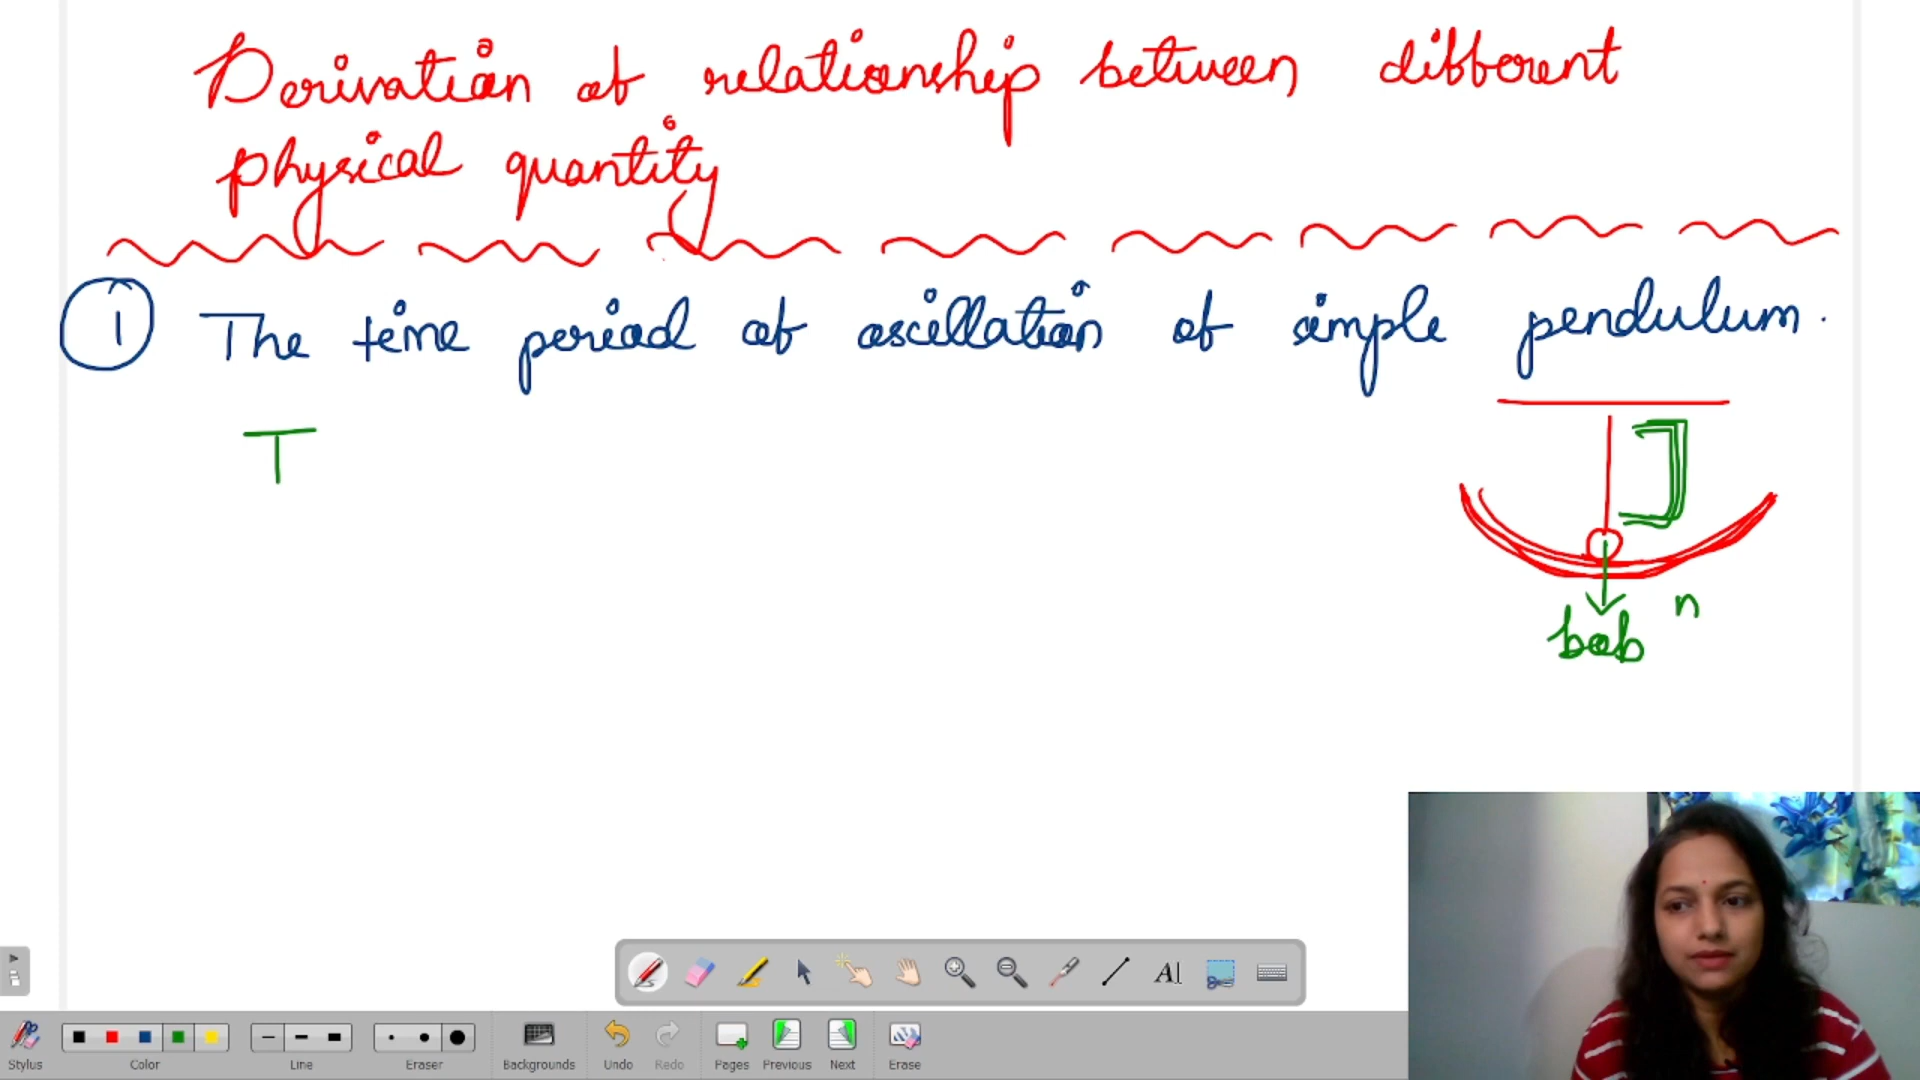 Derivation of relationship between different
physical quantity
1 The time period of oscillation of simple pendulum.
T
n
bob
AI
Stylus Color Line Eraser Backgrounds Undo Redo Pages Previous Next Erase